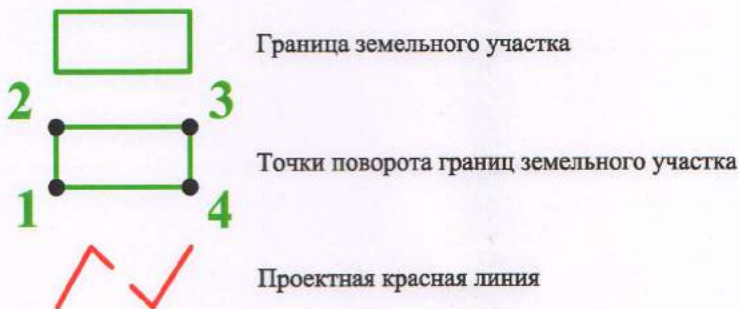 Граница земельного участка
2 3
Точки поворота границ земельного участка
1 4
Проектная красная линия